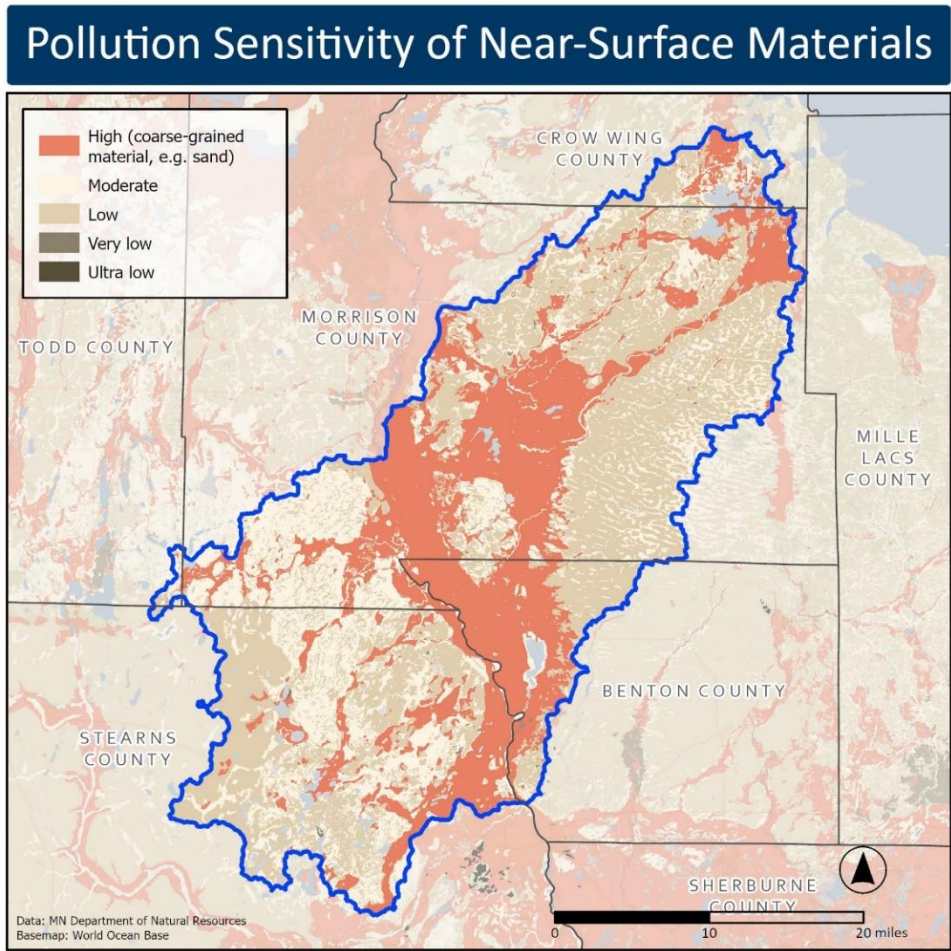 Pollution Sensitivity of Near-Surface Materials
High (coarse-grained
material, e.g. sand)
Moderate
Low
Very low
Ultra low
CROW WING
COUNTY
MORRISON
COUNTY
TODD COUNTY
MILLE
LACS
COUNTY
BENTON COUNTY
STEARNS
COUNTY
SHERBURNE
COUNTY
Data: MN Department of Natural Resources
Basemap: World Ocean Base
0 10 20 miles